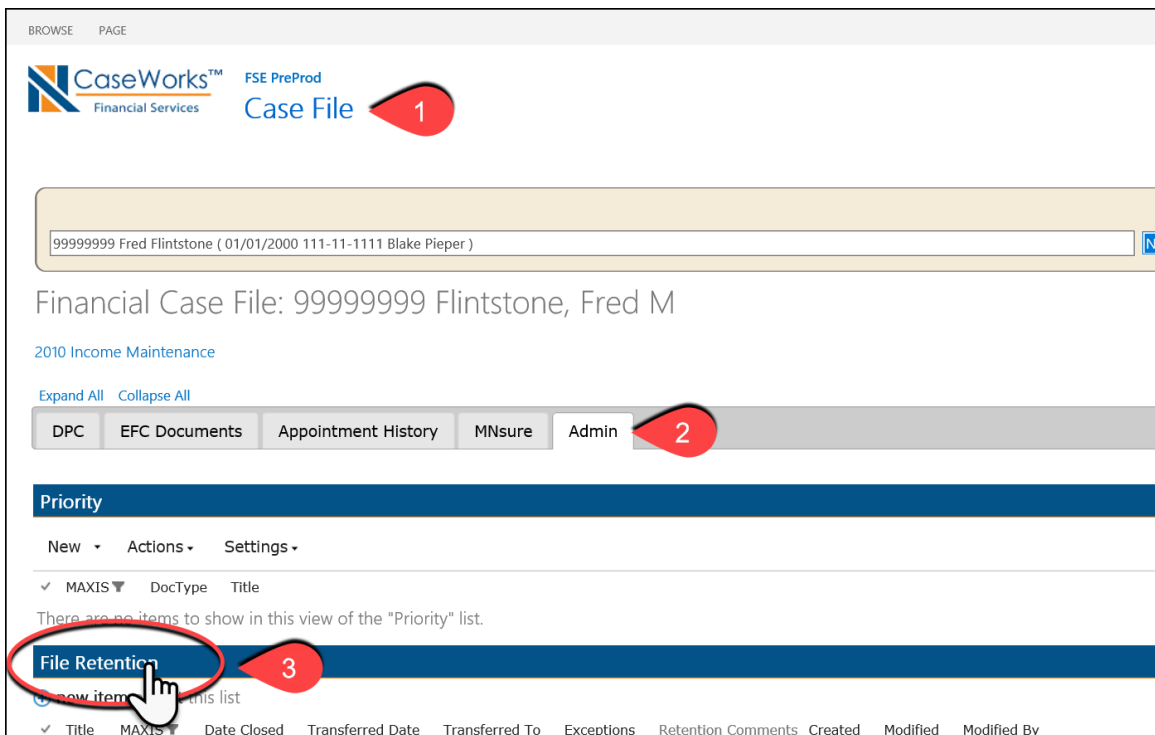 BROWSE PAGE
CaseWorks™ FSE PreProd
Financial Services Case File 1
99999999 Fred Flintstone ( 01/01/2000 111-11-1111 Blake Pieper ) N
Financial Case File: 99999999 Flintstone, Fred M
2010 Income Maintenance
Expand All Collapse All
DPC EFC Documents Appointment History MNsure Admin 2
Priority
New Actions Settings
MAXIS DocType Title
There are no items to show in this view of the "Priority" list.
File Retention 3
new item this list
Title MAXIS Date Closed Transferred Date Transferred To Exceptions Retention Comments Created Modified Modified By